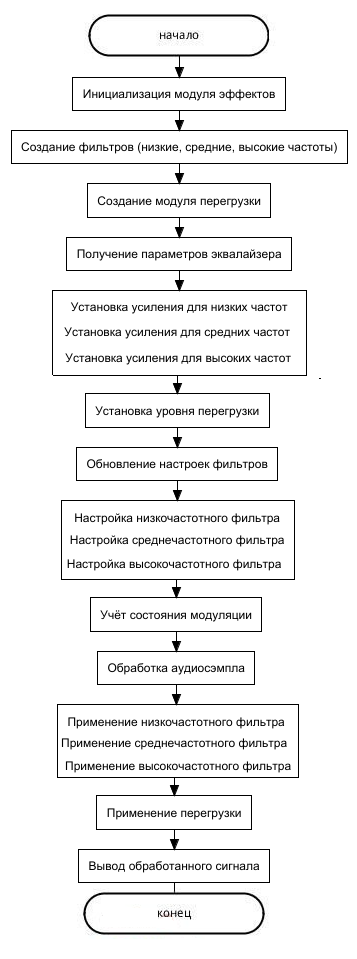 начало
Инициализация модуля эффектов
Создание фильтров (низкие, средние, высокие частоты)
Создание модуля перегрузки
Получение параметров эквалайзера
Установка усиления для низких частот
Установка усиления для средних частот
Установка усиления для высоких частот
Установка уровня перегрузки
Обновление настроек фильтров
Настройка низкочастотного фильтра
Настройка среднечастотного фильтра
Настройка высокочастотного фильтра
Учёт состояния модуляции
Обработка аудиосэмпла
Применение низкочастотного фильтра
Применение среднечастотного фильтра
Применение высокочастотного фильтра
Применение перегрузки
Вывод обработанного сигнала
конец